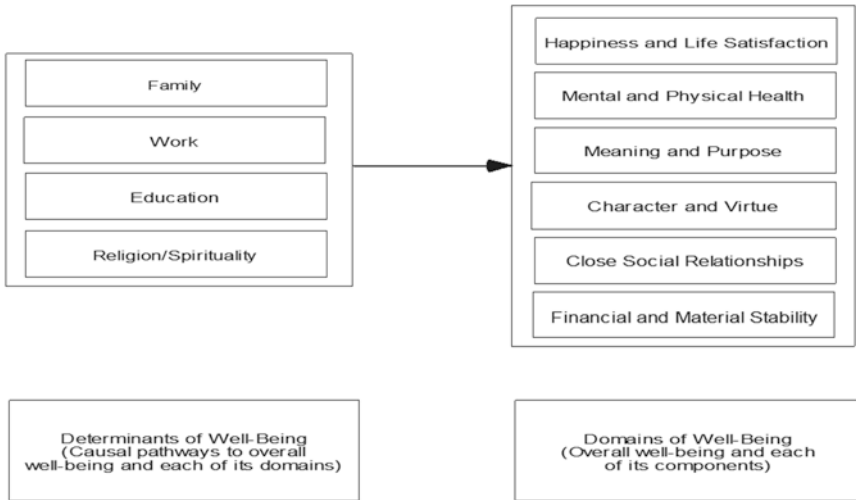 Family
Work
Education
Religion/Spirituality
Happiness and Life Satisfaction
Mental and Physical Health
Meaning and Purpose
Character and Virtue
Close Social Relationships
Financial and Material Stability
Determinants of Well-Being
(Causal pathways to overall
well-being and each of its domains)
Domains of Well-Being
(Overall well-being and each
of its components)